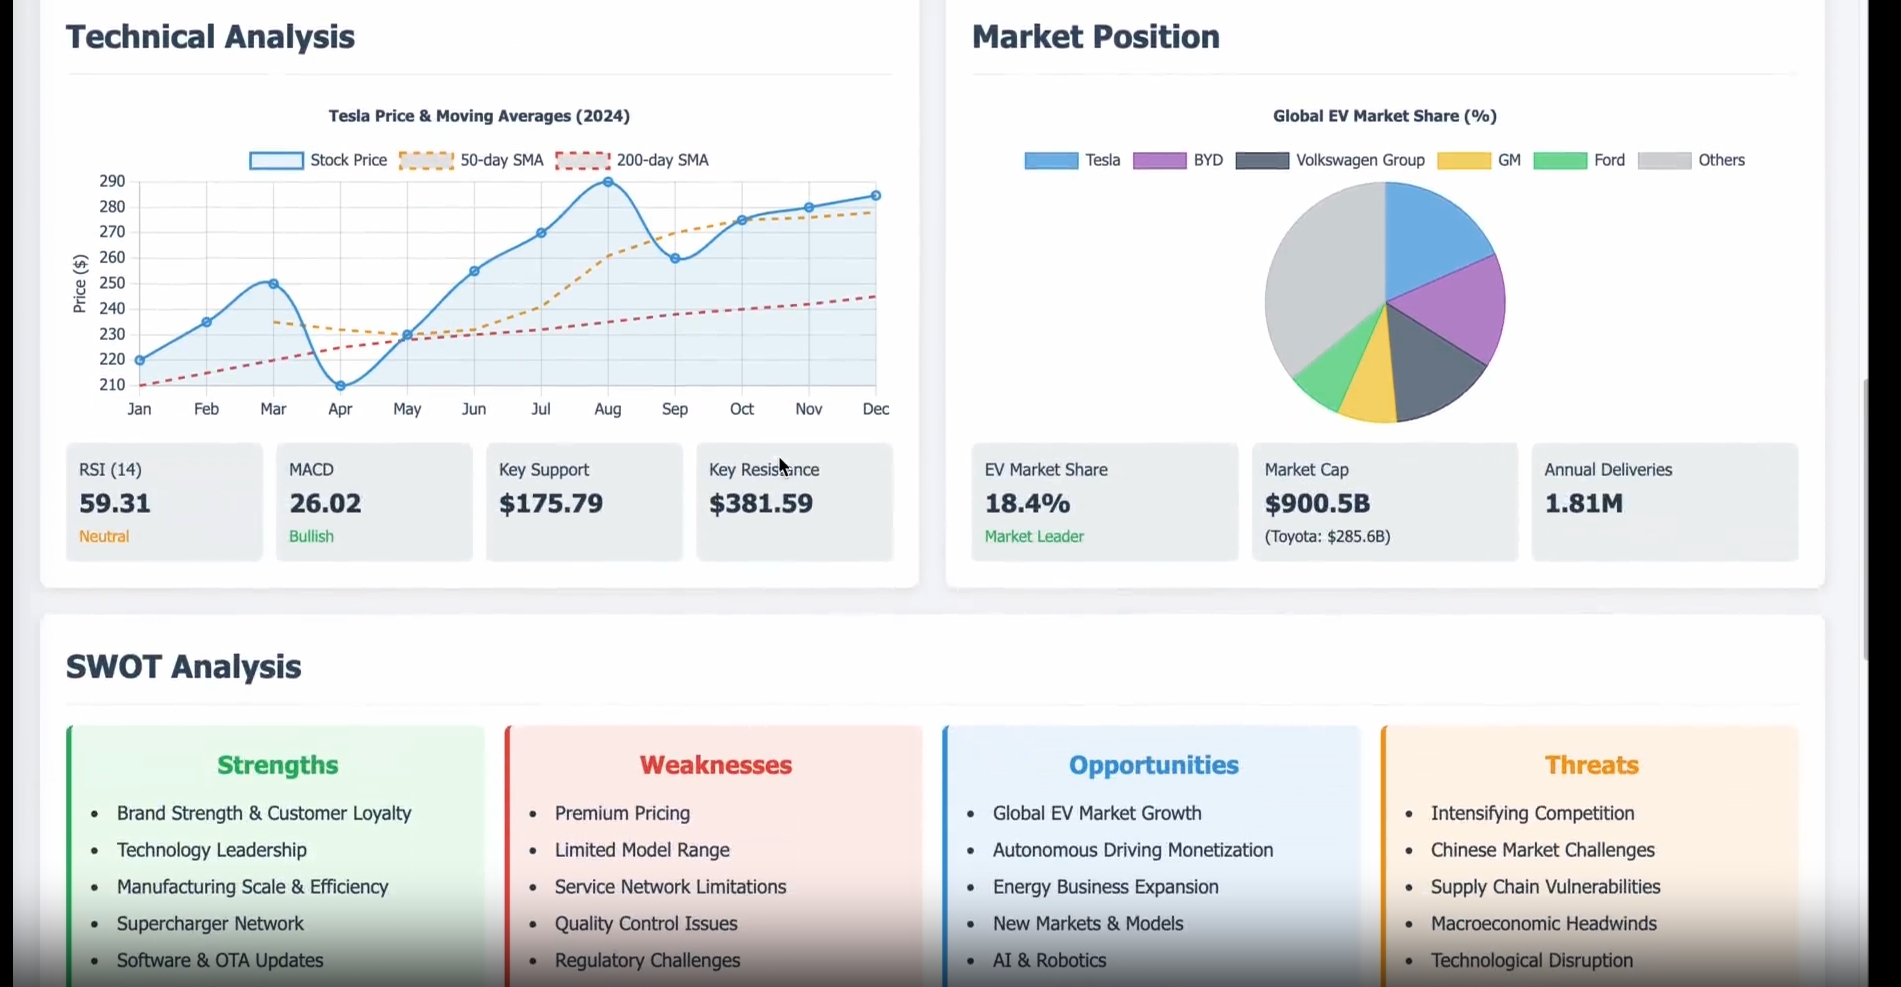 Technical Analysis
Tesla Price & Moving Averages (2024)
Stock Price 50-day SMA 200-day SMA
Price ($)
290
280
270
260
250
240
230
220
210
Jan Feb Mar Apr May Jun Jul Aug Sep Oct Nov Dec
RSI (14)
59.31
Neutral
MACD
26.02
Bullish
Key Support
$175.79
Key Resistance
$381.59
Market Position
Global EV Market Share (%)
Tesla BYD Volkswagen Group GM Ford Others
EV Market Share
18.4%
Market Leader
Market Cap
$900.5B
(Toyota: $285.6B)
Annual Deliveries
1.81M
SWOT Analysis
Strengths
• Brand Strength & Customer Loyalty
• Technology Leadership
• Manufacturing Scale & Efficiency
• Supercharger Network
• Software & OTA Updates
Weaknesses
• Premium Pricing
• Limited Model Range
• Service Network Limitations
• Quality Control Issues
• Regulatory Challenges
Opportunities
• Global EV Market Growth
• Autonomous Driving Monetization
• Energy Business Expansion
• New Markets & Models
• AI & Robotics
Threats
• Intensifying Competition
• Chinese Market Challenges
• Supply Chain Vulnerabilities
• Macroeconomic Headwinds
• Technological Disruption